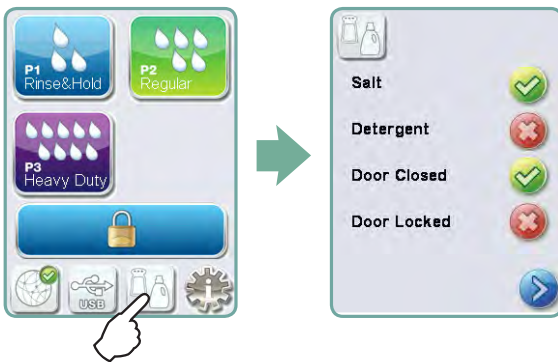 P1
Rinse&Hold
P2
Regular
P3
Heavy Duty
USB
Salt
Detergent
Door Closed
Door Locked